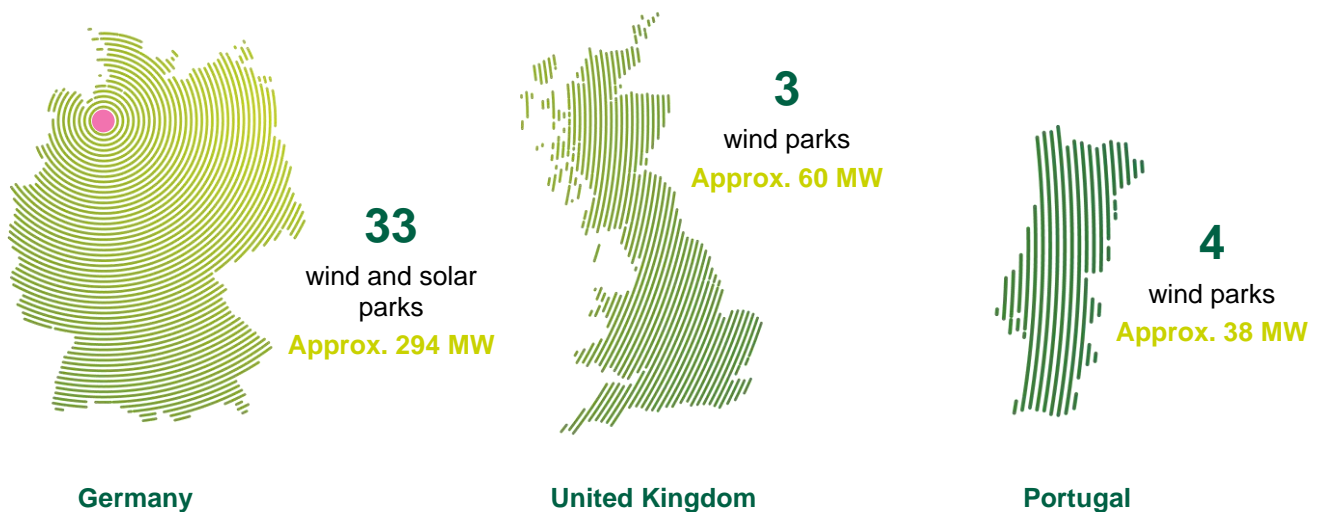 33
wind and solar
parks
Approx. 294 MW
Germany
3
wind parks
Approx. 60 MW
United Kingdom
4
wind parks
Approx. 38 MW
Portugal